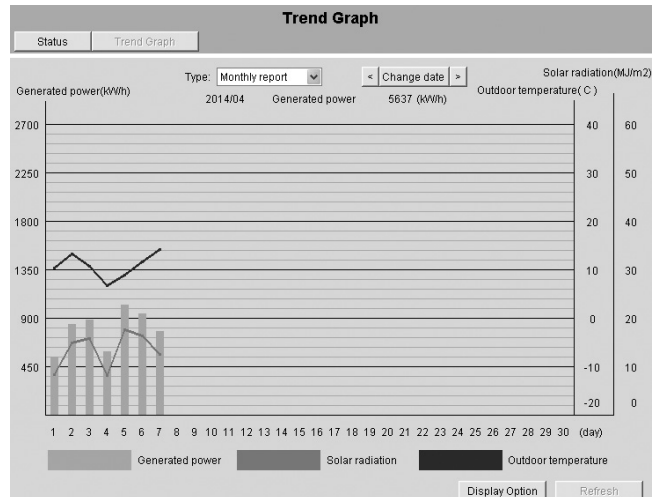 Trend Graph
Status Trend Graph
Type: Monthly report < Change date > Solar radiation(MJ/m2)
Generated power(kW/h) Outdoor temperature( C )
2014/04 Generated power 5637 (kW/h)
2700 40 60
2250 30 50
1800 20 40
1350 10 30
900 0 20
450 -10 10
-20 0
1 2 3 4 5 6 7 8 9 10 11 12 13 14 15 16 17 18 19 20 21 22 23 24 25 26 27 28 29 30 (day)
Generated power Solar radiation Outdoor temperature
Display Option Refresh